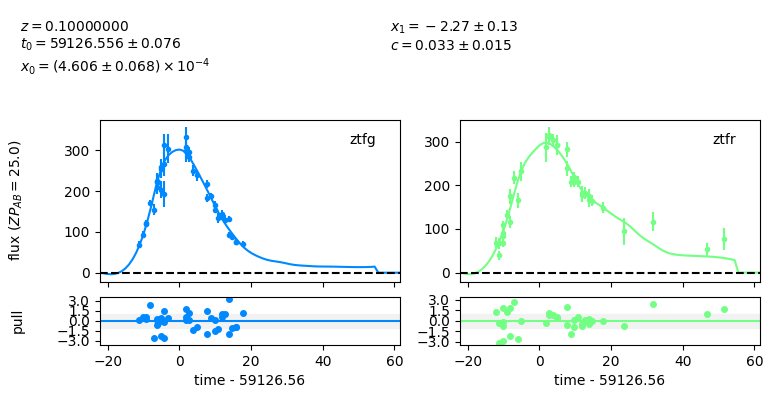 z = 0.10000000
t0 = 59126.556 ± 0.076
x0 = (4.606 ± 0.068) × 10^−4
x1 = −2.27 ± 0.13
c = 0.033 ± 0.015
flux (ZPAB = 25.0)
ztfg
300
200
100
0
ztfr
300
200
100
0
pull
3.0
1.5
0.0
−1.5
−3.0
−20 0 20 40 60
time - 59126.56
3.0
1.5
0.0
−1.5
−3.0
−20 0 20 40 60
time - 59126.56